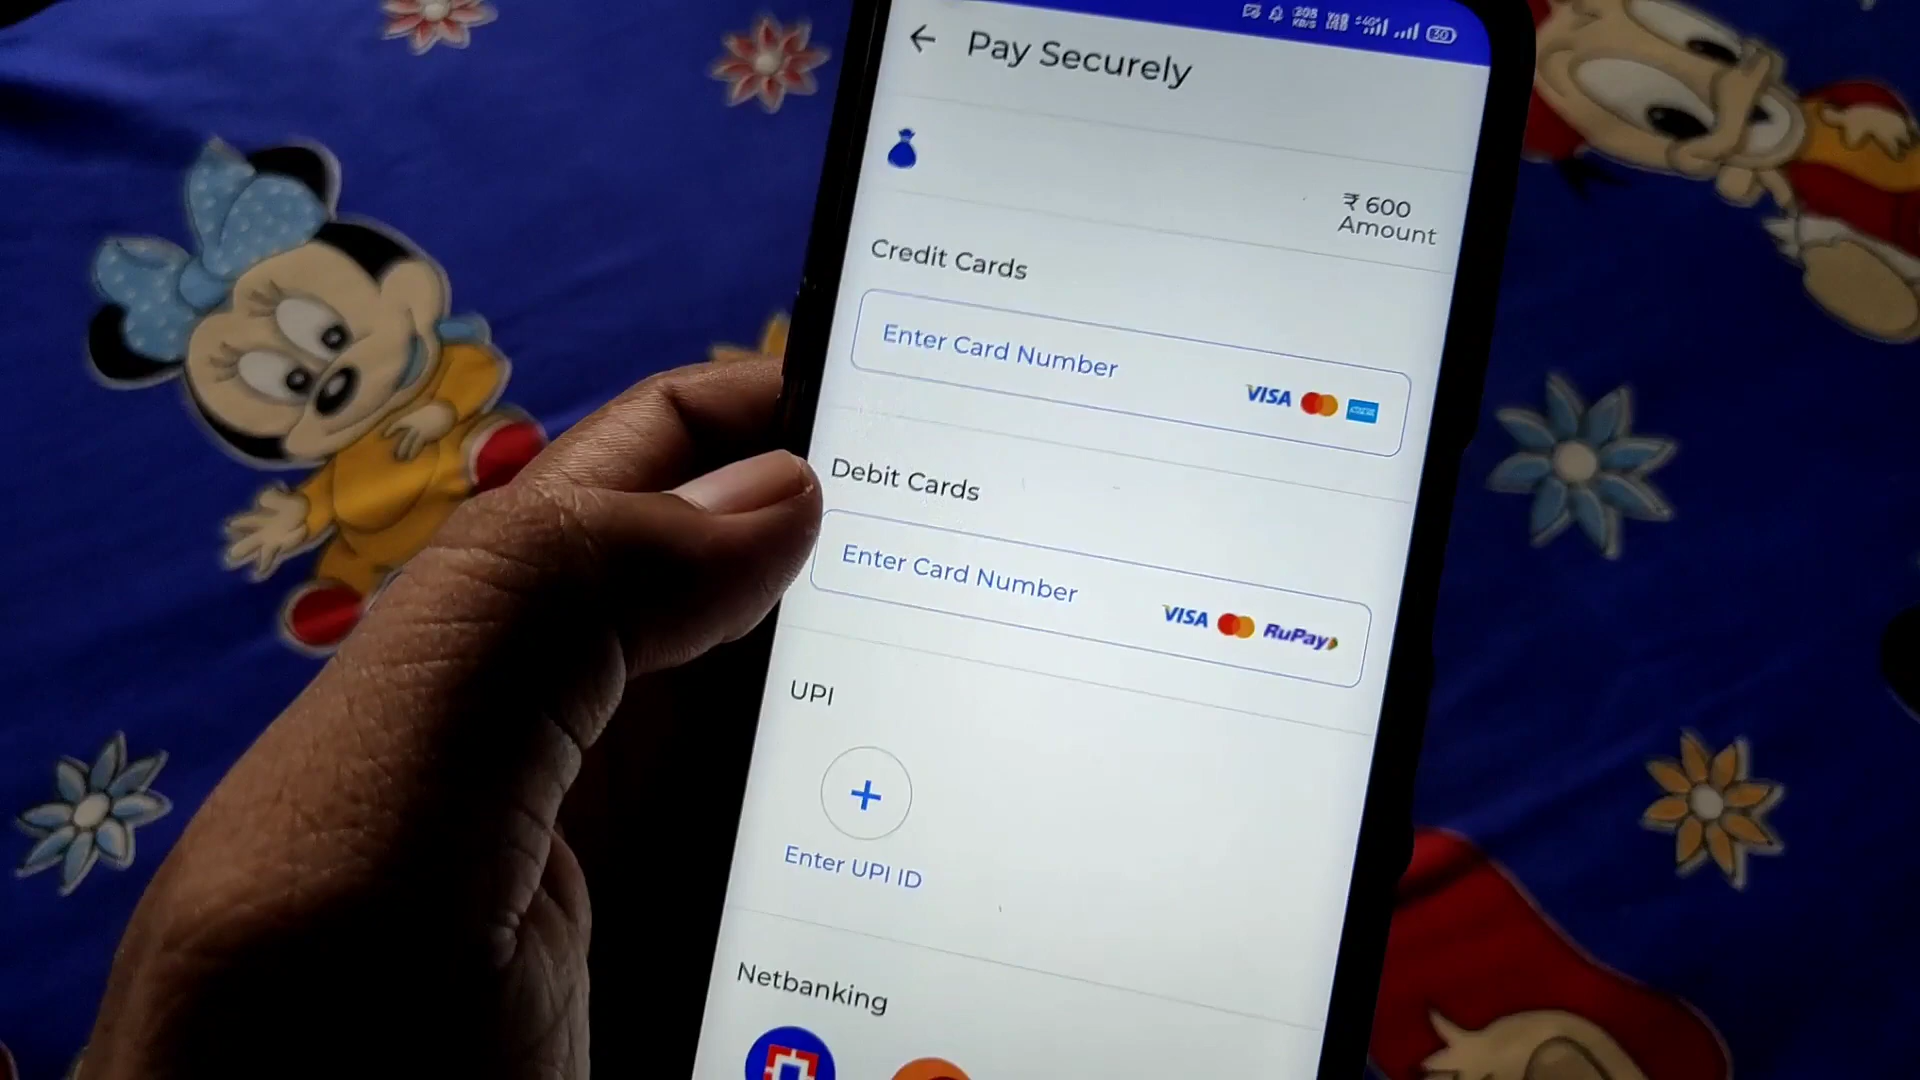 Pay Securely
₹ 600
Amount
Credit Cards
Enter Card Number
VISA
Debit Cards
Enter Card Number
VISA RuPay
UPI
Enter UPI ID
Netbanking
30